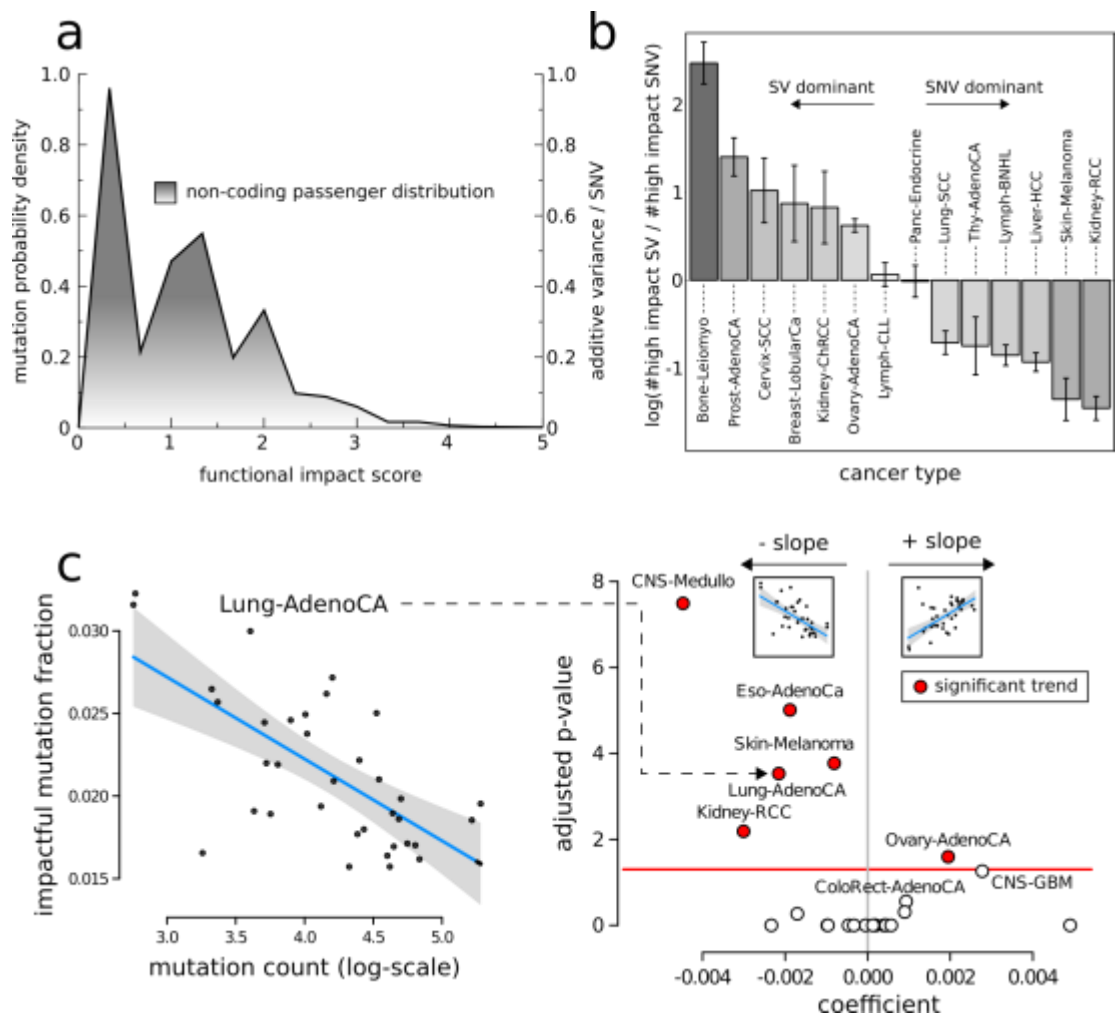 a
1.0
0.8
0.6
0.4
0.2
0
1.0
0.8
0.6
0.4
0.2
0
mutation probability density
additive variance / SNV
non-coding passenger distribution
0 1 2 3 4 5
functional impact score
b
log(#high impact SV / #high impact SNV)
2
1
0
-1
SV dominant
SNV dominant
Bone-Leiomyo
Prost-AdenoCA
Cervix-SCC
Breast-LobularCa
Kidney-ChRCC
Ovary-AdenoCA
Lymph-CLL
Panc-Endocrine
Lung-SCC
Thy-AdenoCA
Lymph-BNHL
Liver-HCC
Skin-Melanoma
Kidney-RCC
cancer type
c
Lung-AdenoCA
impactful mutation fraction
0.030
0.025
0.020
0.015
3.0 3.5 4.0 4.5 5.0
mutation count (log-scale)
- slope
+ slope
adjusted p-value
8
6
4
2
0
CNS-Medullo
significant trend
Eso-AdenoCa
Skin-Melanoma
Lung-AdenoCA
Kidney-RCC
Ovary-AdenoCA
ColoRect-AdenoCA
CNS-GBM
-0.004 -0.002 0.000 0.002 0.004
coefficient